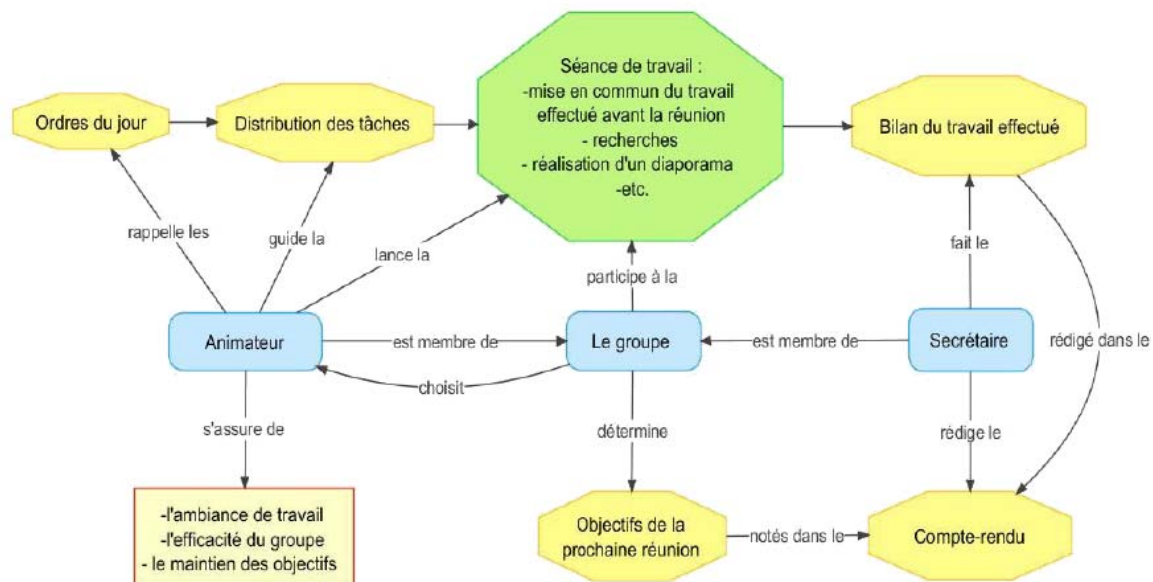 Séance de travail :
-mise en commun du travail
effectué avant la réunion
- recherches
- réalisation d'un diaporama
-etc.
Ordres du jour
Distribution des tâches
Bilan du travail effectué
rappelle les
guide la
lance la
participe à la
fait le
Animateur
est membre de
Le groupe
est membre de
Secrétaire
rédigé dans le
choisit
s'assure de
détermine
rédige le
-l'ambiance de travail
-l'efficacité du groupe
- le maintien des objectifs
Objectifs de la
prochaine réunion
notés dans le
Compte-rendu